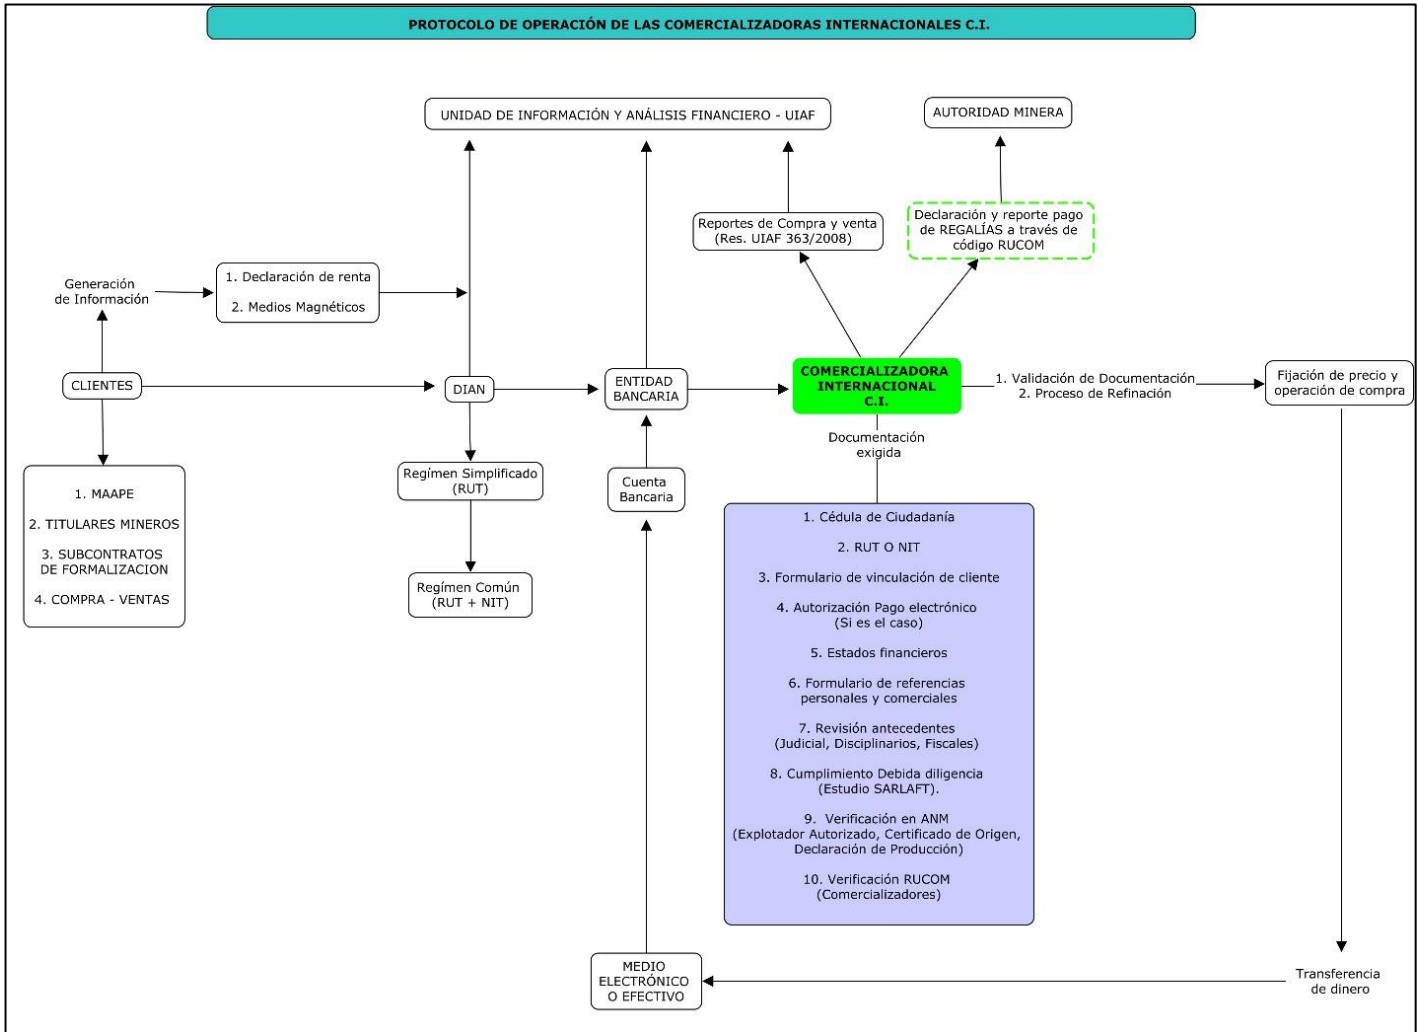 PROTOCOLO DE OPERACIÓN DE LAS COMERCIALIZADORAS INTERNACIONALES C.I.
UNIDAD DE INFORMACIÓN Y ANÁLISIS FINANCIERO - UIAF
AUTORIDAD MINERA
Reportes de Compra y venta
(Res. UIAF 363/2008)
Declaración y reporte pago
de REGALÍAS a través de
código RUCOM
Generación
de Información
1. Declaración de renta
2. Medios Magnéticos
CLIENTES
DIAN
ENTIDAD
BANCARIA
COMERCIALIZADORA
INTERNACIONAL
C.I.
1. Validación de Documentación
2. Proceso de Refinación
Fijación de precio y
operación de compra
Documentación
exigida
Regímen Simplificado
(RUT)
Cuenta
Bancaria
1. MAAPE
2. TITULARES MINEROS
3. SUBCONTRATOS
DE FORMALIZACION
4. COMPRA - VENTAS
Regímen Común
(RUT + NIT)
1. Cédula de Ciudadanía
2. RUT O NIT
3. Formulario de vinculación de cliente
4. Autorización Pago electrónico
(Si es el caso)
5. Estados financieros
6. Formulario de referencias
personales y comerciales
7. Revisión antecedentes
(Judicial, Disciplinarios, Fiscales)
8. Cumplimiento Debida diligencia
(Estudio SARLAFT).
9. Verificación en ANM
(Explotador Autorizado, Certificado de Origen,
Declaración de Producción)
10. Verificación RUCOM
(Comercializadores)
MEDIO
ELECTRÓNICO
O EFECTIVO
Transferencia
de dinero